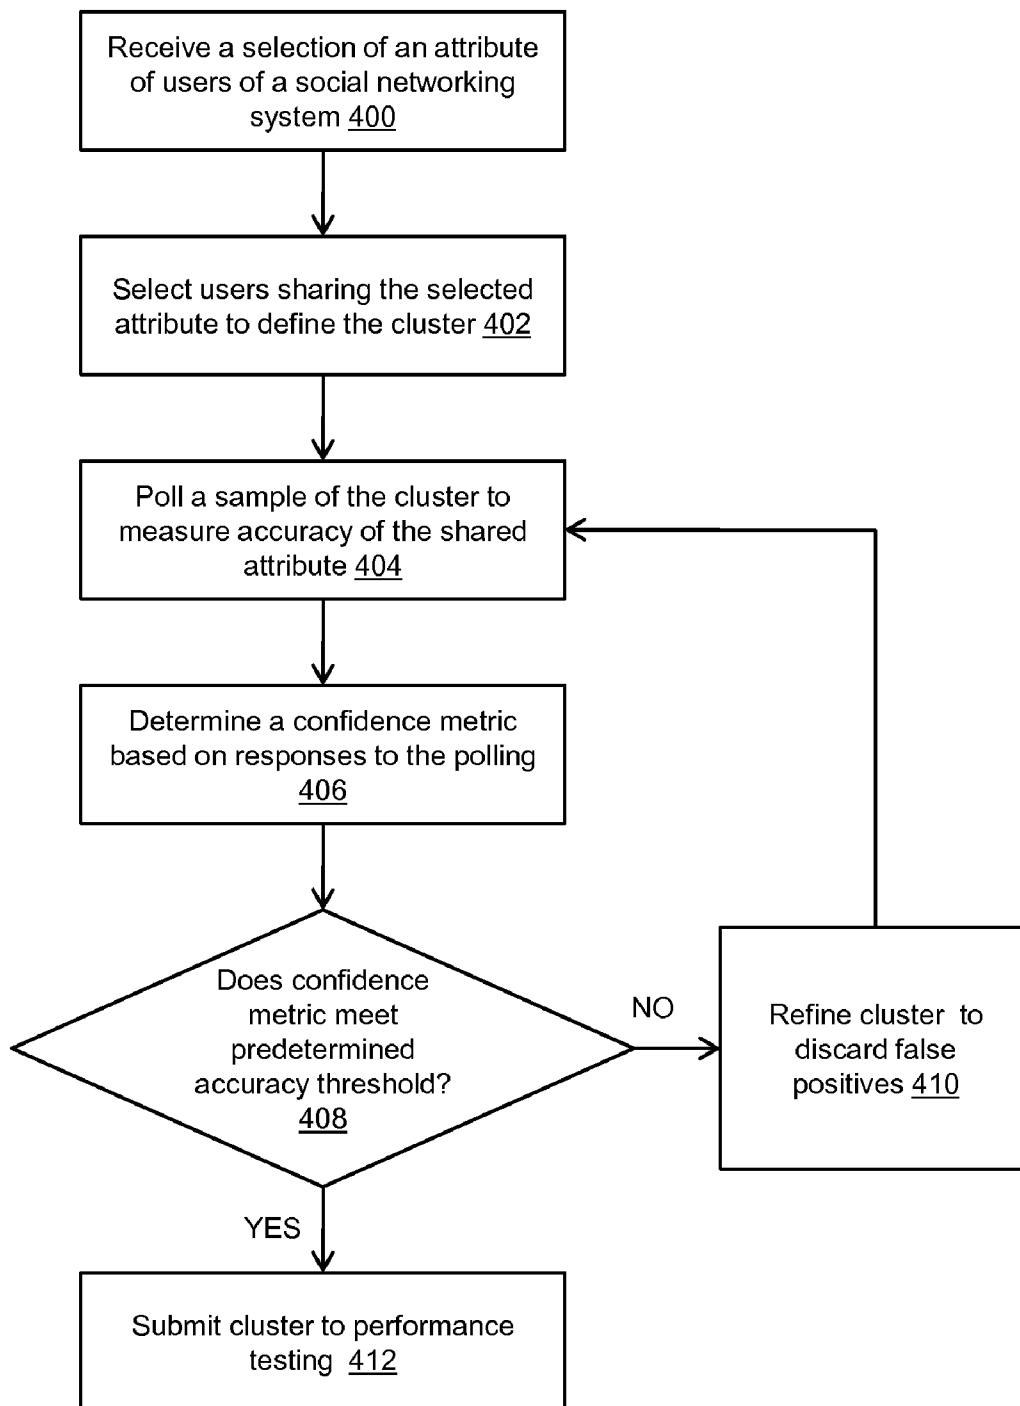 Receive a selection of an attribute
of users of a social networking
system 400
Select users sharing the selected
attribute to define the cluster 402
Poll a sample of the cluster to
measure accuracy of the shared
attribute 404
Determine a confidence metric
based on responses to the polling
406
Does confidence
metric meet
predetermined
accuracy threshold?
408
NO
Refine cluster to
discard false
positives 410
YES
Submit cluster to performance
testing 412